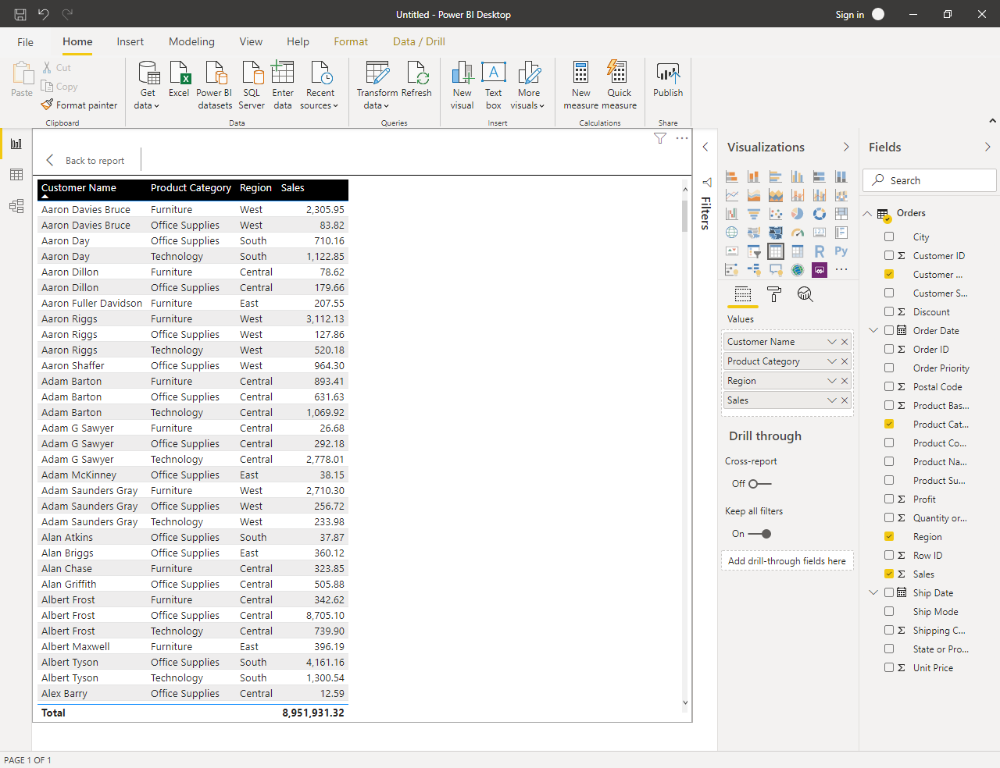 Untitled - Power BI Desktop
Sign in
File Home Insert Modeling View Help Format Data / Drill
Paste
Cut
Copy
Format painter
Clipboard
Get data
Excel
Power BI datasets
SQL Server
Enter data
Recent sources
Data
Transform data
Refresh
Queries
New visual
Text box
More visuals
Insert
New measure
Quick measure
Calculations
Publish
Share
Back to report
Customer Name Product Category Region Sales
Aaron Davies Bruce Furniture West 2,305.95
Aaron Davies Bruce Office Supplies West 83.82
Aaron Day Office Supplies South 710.16
Aaron Day Technology South 1,122.85
Aaron Dillon Furniture Central 78.62
Aaron Dillon Office Supplies Central 179.66
Aaron Fuller Davidson Furniture East 207.55
Aaron Riggs Furniture West 3,112.13
Aaron Riggs Office Supplies West 127.86
Aaron Riggs Technology West 520.18
Aaron Shaffer Office Supplies West 964.30
Adam Barton Furniture Central 893.41
Adam Barton Office Supplies Central 631.63
Adam Barton Technology Central 1,069.92
Adam G Sawyer Furniture Central 26.68
Adam G Sawyer Office Supplies Central 292.18
Adam G Sawyer Technology Central 2,778.01
Adam McKinney Office Supplies East 38.15
Adam Saunders Gray Furniture West 2,710.30
Adam Saunders Gray Office Supplies West 256.72
Adam Saunders Gray Technology West 233.98
Alan Atkins Office Supplies South 37.87
Alan Briggs Office Supplies East 360.12
Alan Chase Furniture Central 323.85
Alan Griffith Office Supplies Central 505.88
Albert Frost Furniture Central 342.62
Albert Frost Office Supplies Central 8,705.10
Albert Frost Technology Central 739.90
Albert Maxwell Furniture East 396.19
Albert Tyson Office Supplies South 4,161.16
Albert Tyson Technology South 1,300.54
Alex Barry Office Supplies Central 12.59
Total 8,951,931.32
Filters
Visualizations
123
R
Py
Values
Customer Name
Product Category
Region
Sales
Drill through
Cross-report
Off
Keep all filters
On
Add drill-through fields here
Fields
Search
Orders
City
Σ Customer ID
Customer ...
Customer S...
Σ Discount
Order Date
Σ Order ID
Order Priority
Σ Postal Code
Σ Product Bas...
Product Cat...
Product Co...
Product Na...
Product Su...
Σ Profit
Σ Quantity or...
Region
Σ Row ID
Σ Sales
Ship Date
Ship Mode
Σ Shipping C...
State or Pro...
Σ Unit Price
PAGE 1 OF 1